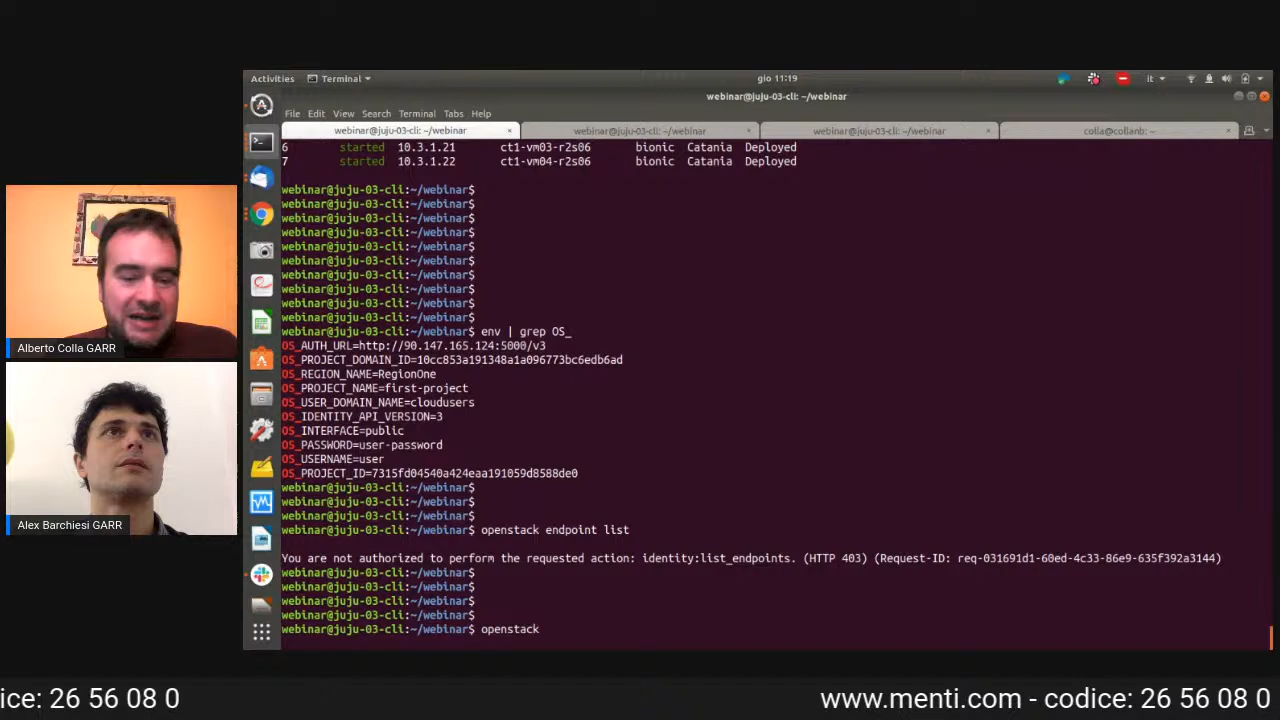 Activities Terminal gio 11:19 it
webinar@juju-03-cli: ~/webinar
File Edit View Search Terminal Tabs Help
webinar@juju-03-cli: ~/webinar × webinar@juju-03-cli: ~/webinar × webinar@juju-03-cli: ~/webinar × colla@collanb: ~ ×
6 started 10.3.1.21 ct1-vm03-r2s06 bionic Catania Deployed
7 started 10.3.1.22 ct1-vm04-r2s06 bionic Catania Deployed
webinar@juju-03-cli:~/webinar$
webinar@juju-03-cli:~/webinar$
webinar@juju-03-cli:~/webinar$
webinar@juju-03-cli:~/webinar$
webinar@juju-03-cli:~/webinar$
webinar@juju-03-cli:~/webinar$
webinar@juju-03-cli:~/webinar$
webinar@juju-03-cli:~/webinar$
webinar@juju-03-cli:~/webinar$
webinar@juju-03-cli:~/webinar$
webinar@juju-03-cli:~/webinar$ env | grep OS_
OS_AUTH_URL=http://90.147.165.124:5000/v3
OS_PROJECT_DOMAIN_ID=10cc853a191348a1a096773bc6edb6ad
OS_REGION_NAME=RegionOne
OS_PROJECT_NAME=first-project
OS_USER_DOMAIN_NAME=cloudusers
OS_IDENTITY_API_VERSION=3
OS_INTERFACE=public
OS_PASSWORD=user-password
OS_USERNAME=user
OS_PROJECT_ID=7315fd04540a424eaa191059d8588de0
webinar@juju-03-cli:~/webinar$
webinar@juju-03-cli:~/webinar$
webinar@juju-03-cli:~/webinar$
webinar@juju-03-cli:~/webinar$ openstack endpoint list
You are not authorized to perform the requested action: identity:list_endpoints. (HTTP 403) (Request-ID: req-031691d1-60ed-4c33-86e9-635f392a3144)
webinar@juju-03-cli:~/webinar$
webinar@juju-03-cli:~/webinar$
webinar@juju-03-cli:~/webinar$
webinar@juju-03-cli:~/webinar$
webinar@juju-03-cli:~/webinar$ openstack
Alberto Colla GARR
Alex Barchiesi GARR
ice: 26 56 08 0 www.menti.com - codice: 26 56 08 0